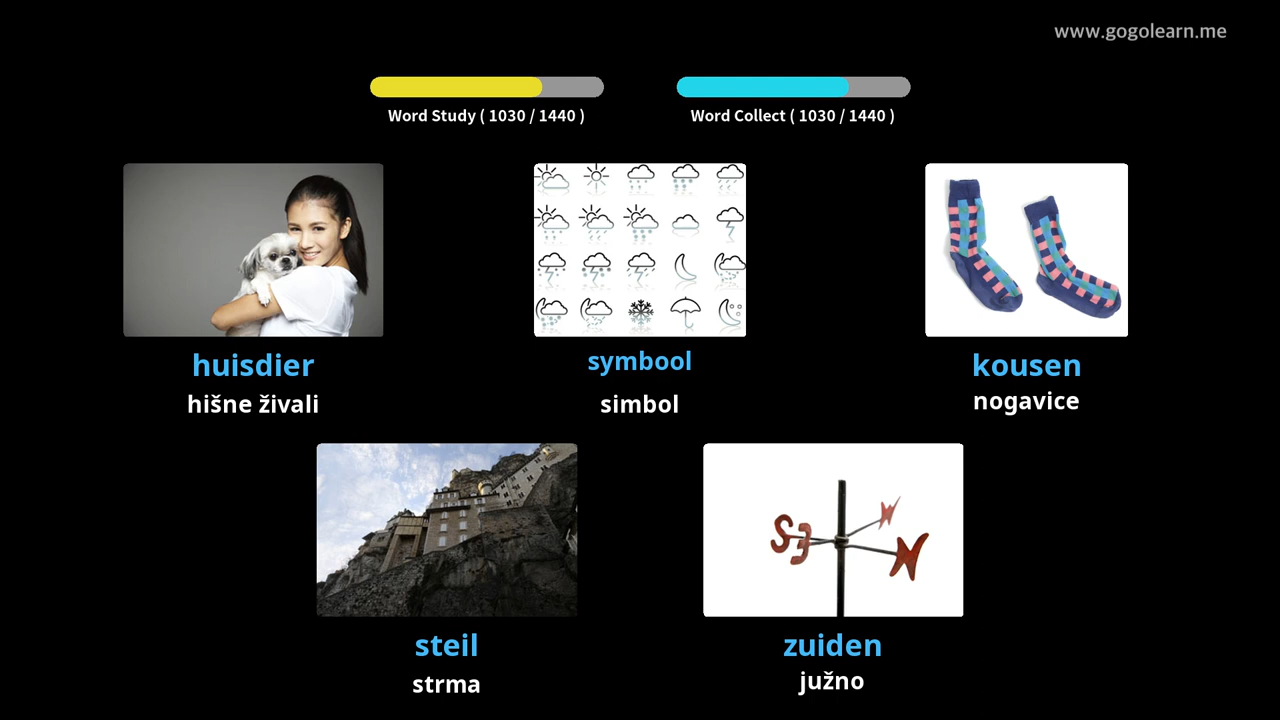 www.gogolearn.me
Word Study ( 1030 / 1440 )
Word Collect ( 1030 / 1440 )
huisdier
hišne živali
symbool
simbol
kousen
nogavice
steil
strma
zuiden
južno